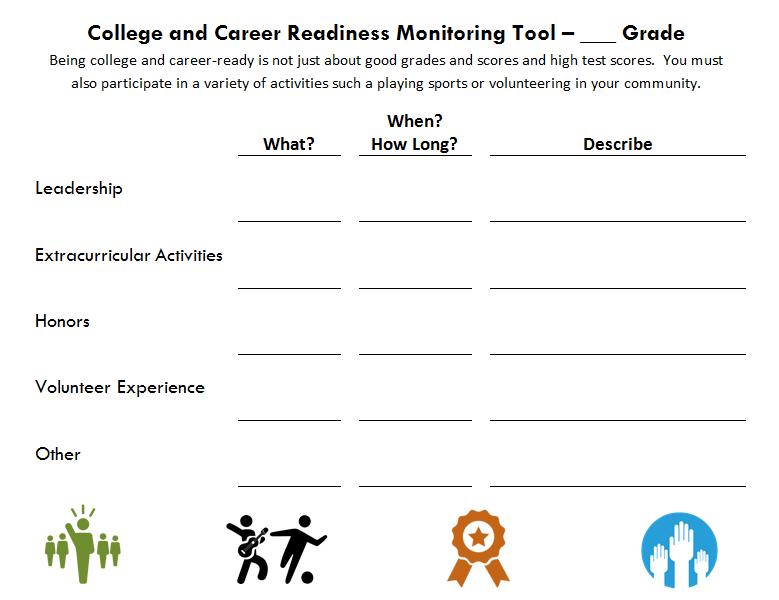 College and Career Readiness Monitoring Tool – ___ Grade
Being college and career-ready is not just about good grades and scores and high test scores.  You must
also participate in a variety of activities such a playing sports or volunteering in your community.
When?
What? How Long? Describe
Leadership
Extracurricular Activities
Honors
Volunteer Experience
Other